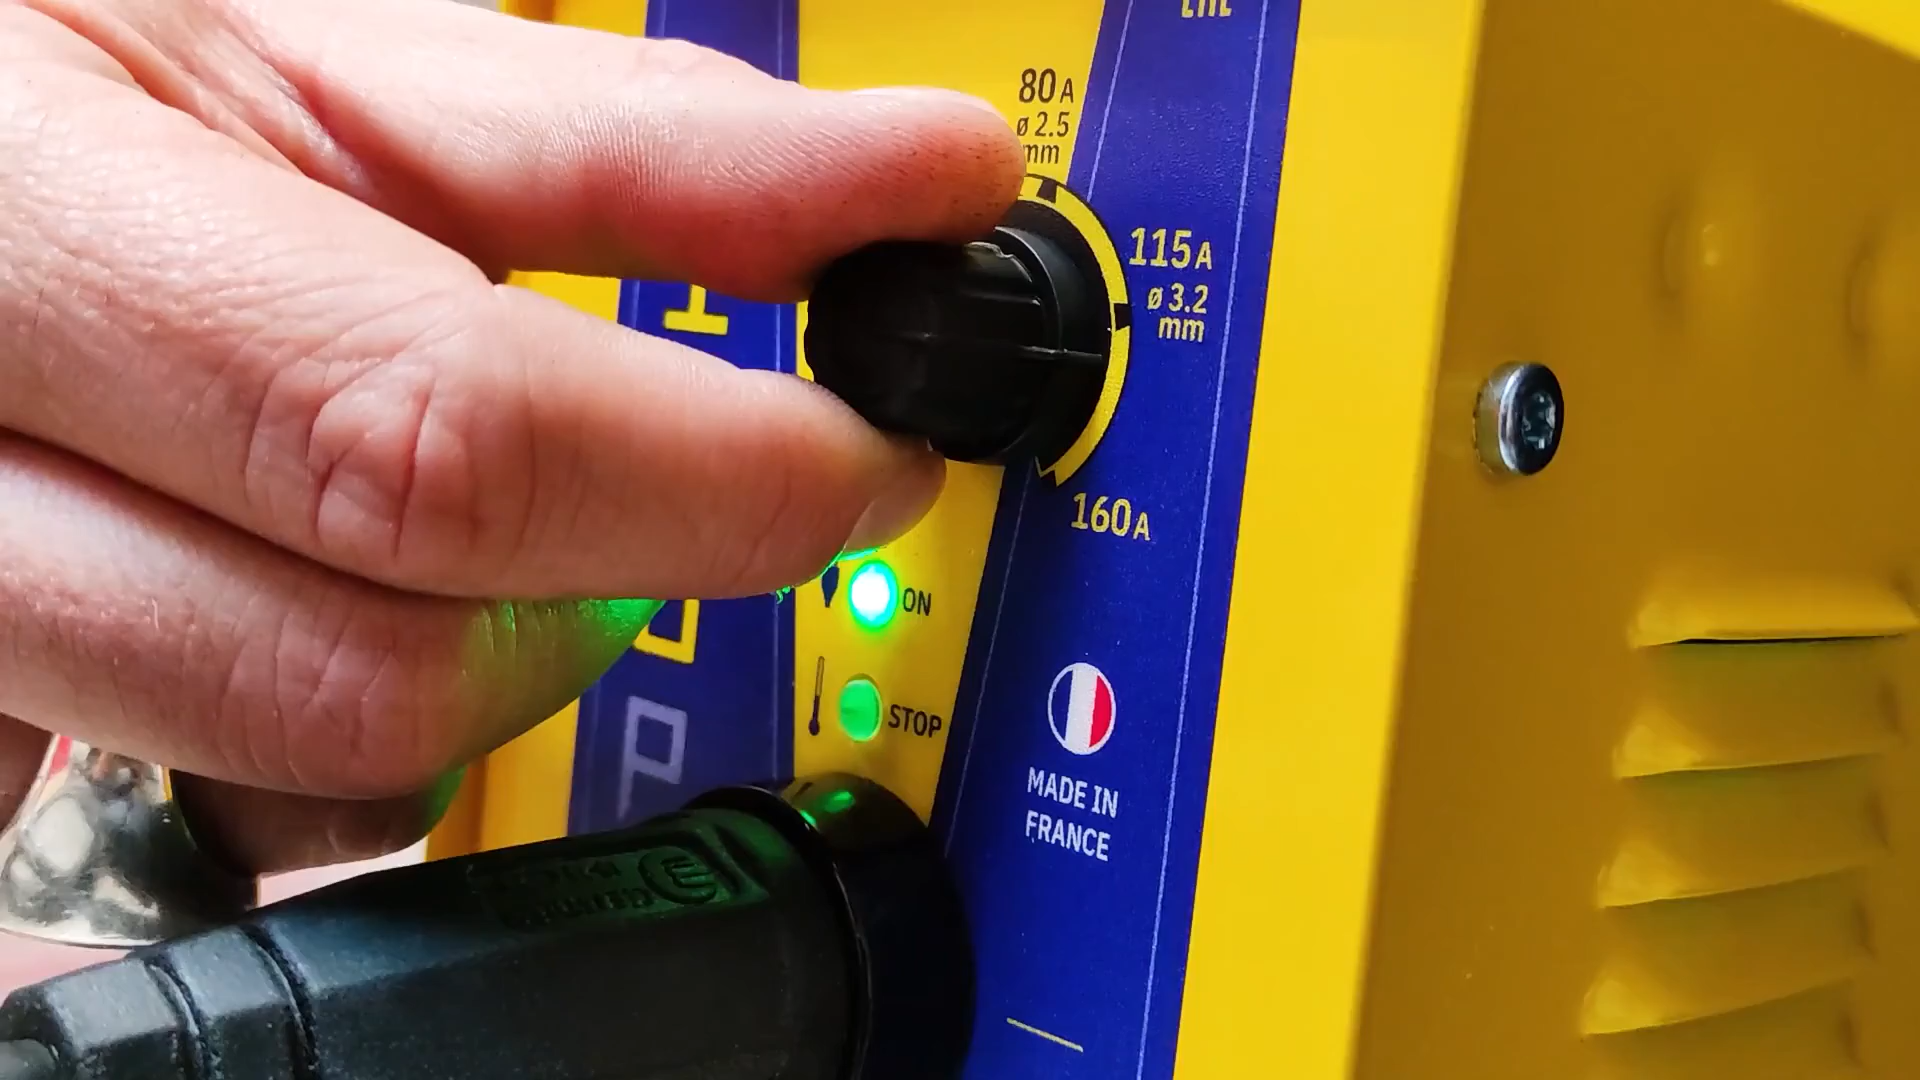 80A
ø 2.5
mm
115A
ø 3.2
mm
160A
ON
STOP
MADE IN
FRANCE